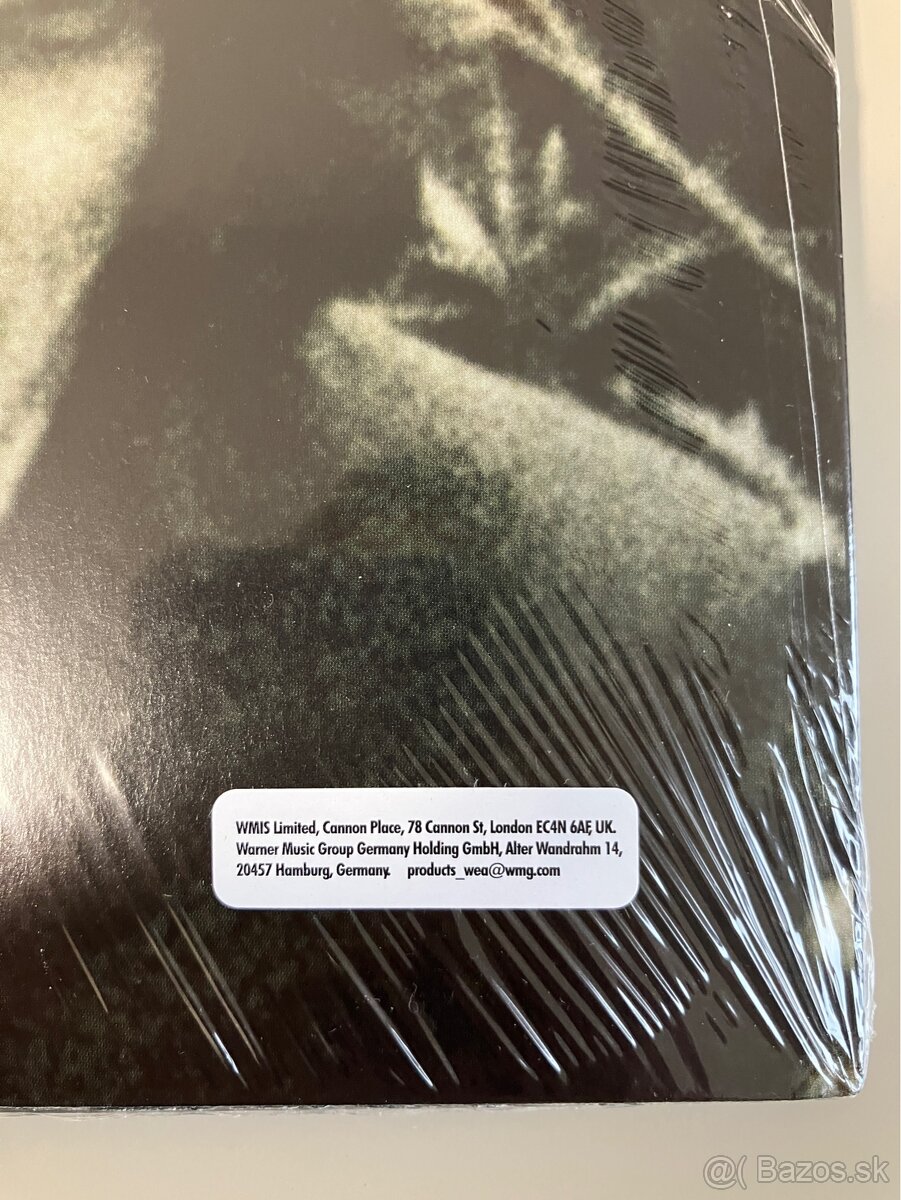 WMIS Limited, Cannon Place, 78 Cannon St, London EC4N 6AF, UK.
Warner Music Group Germany Holding GmbH, Alter Wandrahm 14,
20457 Hamburg, Germany. products_wea@wmg.com
@( Bazos.sk